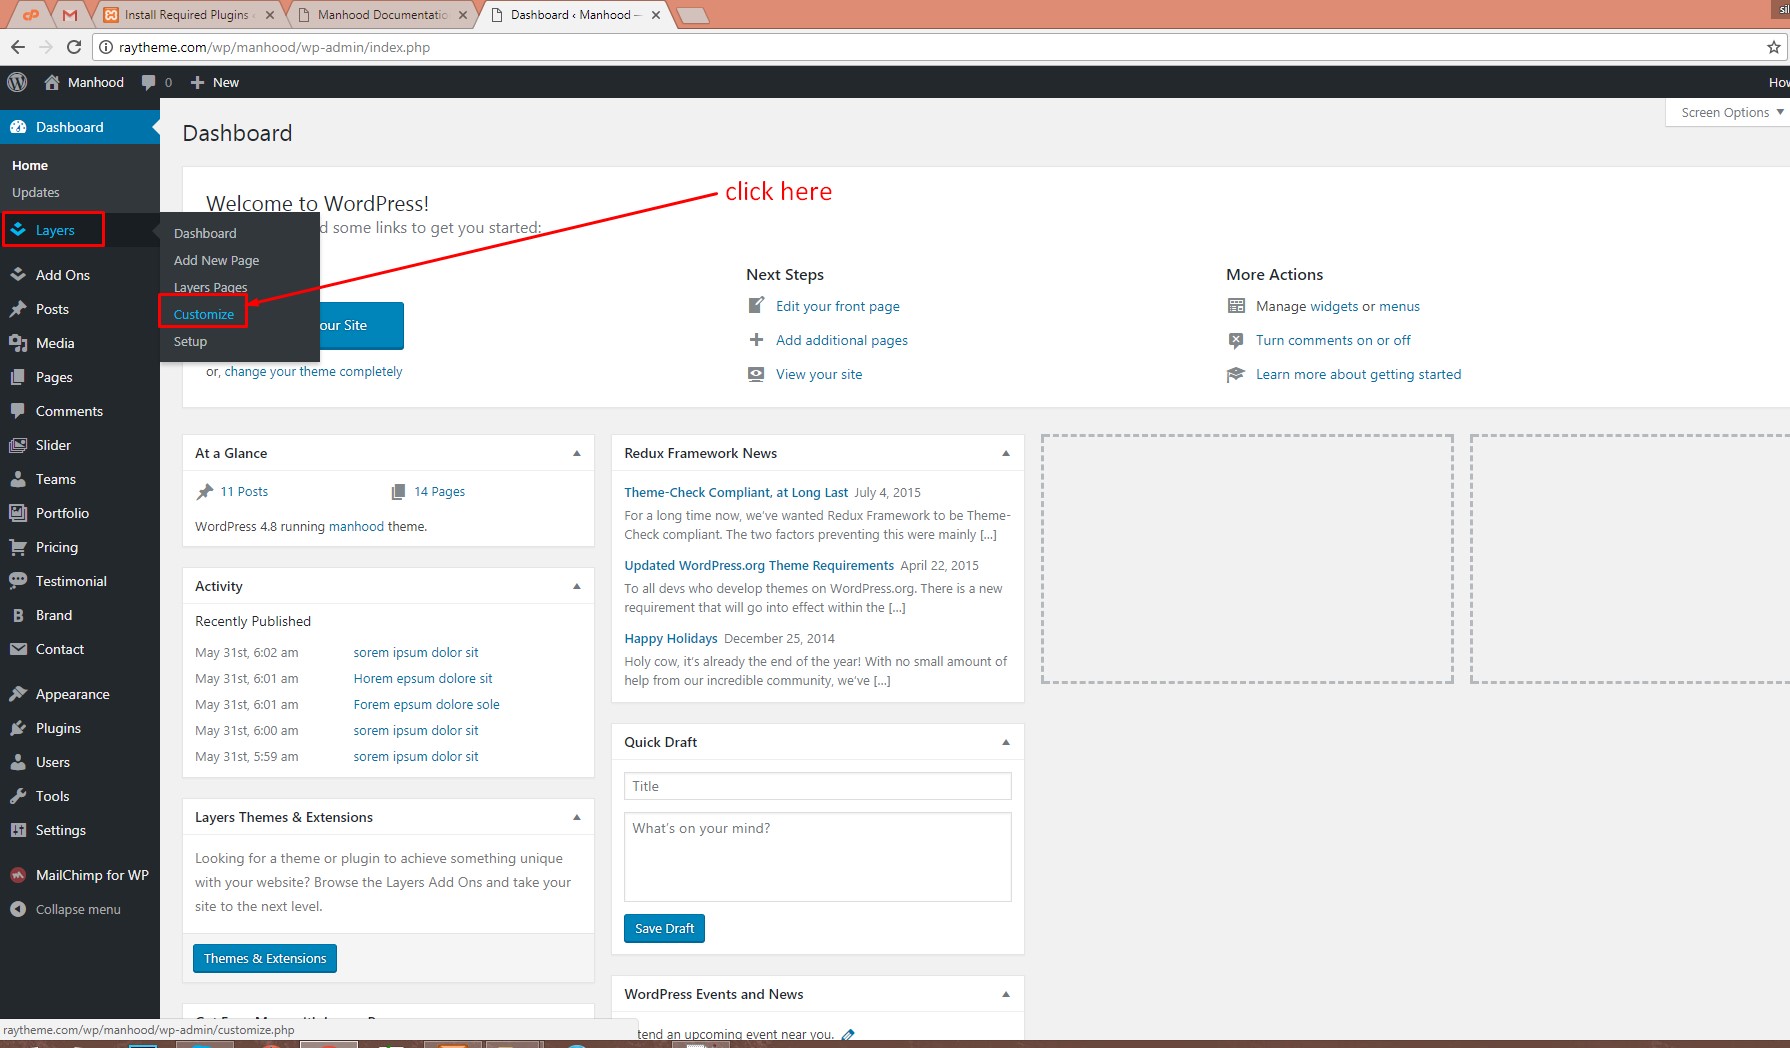 Install Required Plugins
Manhood Documentatio
Dashboard ‹ Manhood —
sil
raytheme.com/wp/manhood/wp-admin/index.php
Manhood
0
New
How
Dashboard
Home
Updates
Layers
Add Ons
Posts
Media
Pages
Comments
Slider
Teams
Portfolio
Pricing
Testimonial
Brand
Contact
Appearance
Plugins
Users
Tools
Settings
MailChimp for WP
Collapse menu
Dashboard
Add New Page
Layers Pages
Customize
Setup
click here
Screen Options
Dashboard
Welcome to WordPress!
d some links to get you started:
our Site
or, change your theme completely
Next Steps
Edit your front page
Add additional pages
View your site
More Actions
Manage widgets or menus
Turn comments on or off
Learn more about getting started
At a Glance
11 Posts
14 Pages
WordPress 4.8 running manhood theme.
Activity
Recently Published
May 31st, 6:02 am sorem ipsum dolor sit
May 31st, 6:01 am Horem epsum dolore sit
May 31st, 6:01 am Forem epsum dolore sole
May 31st, 6:00 am sorem ipsum dolor sit
May 31st, 5:59 am sorem ipsum dolor sit
Layers Themes & Extensions
Looking for a theme or plugin to achieve something unique
with your website? Browse the Layers Add Ons and take your
site to the next level.
Themes & Extensions
Redux Framework News
Theme-Check Compliant, at Long Last July 4, 2015
For a long time now, we've wanted Redux Framework to be Theme-
Check compliant. The two factors preventing this were mainly [...]
Updated WordPress.org Theme Requirements April 22, 2015
To all devs who develop themes on WordPress.org. There is a new
requirement that will go into effect within the [...]
Happy Holidays December 25, 2014
Holy cow, it's already the end of the year! With no small amount of
help from our incredible community, we've [...]
Quick Draft
Title
What's on your mind?
Save Draft
WordPress Events and News
tend an upcoming event near you.
raytheme.com/wp/manhood/wp-admin/customize.php